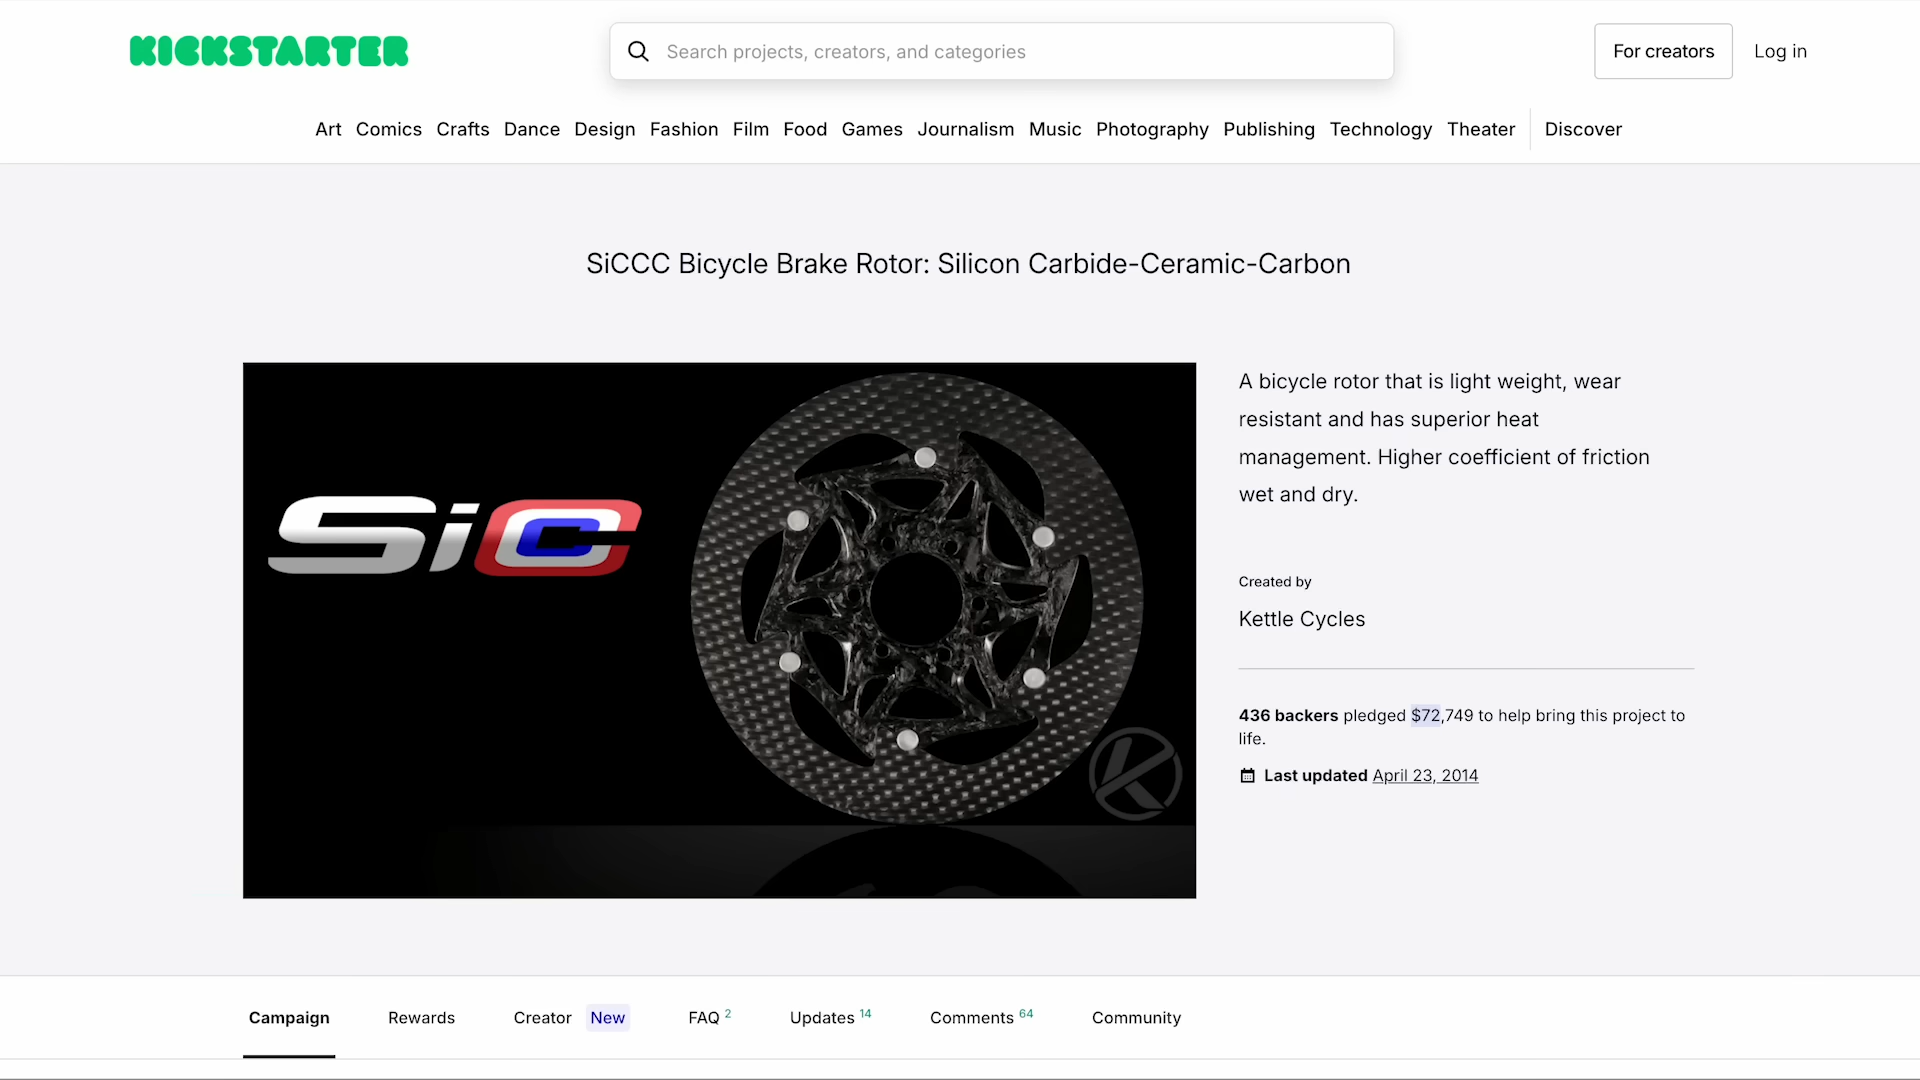 KICKSTARTER
Search projects, creators, and categories
For creators
Log in
Art Comics Crafts Dance Design Fashion Film Food Games Journalism Music Photography Publishing Technology Theater Discover
SiCCC Bicycle Brake Rotor: Silicon Carbide-Ceramic-Carbon
SiCCC
A bicycle rotor that is light weight, wear
resistant and has superior heat
management. Higher coefficient of friction
wet and dry.
Created by
Kettle Cycles
436 backers pledged $72,749 to help bring this project to
life.
Last updated April 23, 2014
Campaign Rewards Creator New FAQ 2 Updates 14 Comments 64 Community